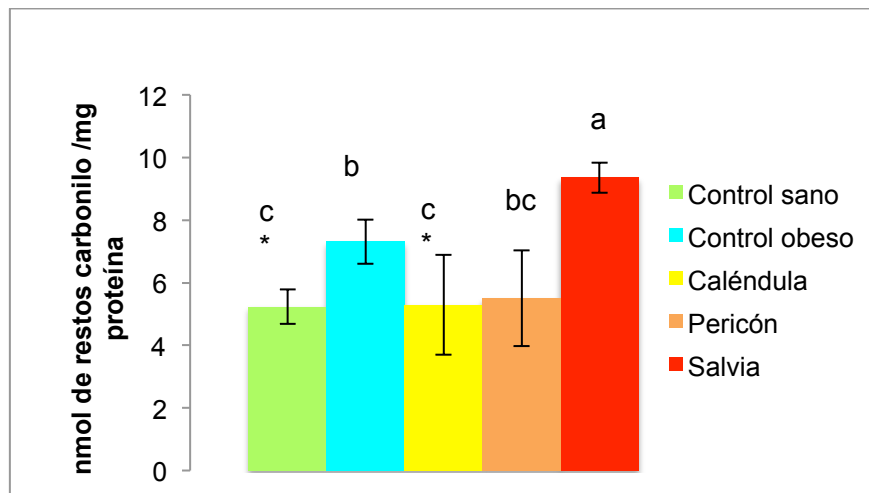 nmol de restos carbonilo /mg
proteína
12
10
8
6
4
2
0
c
*
b
c
*
bc
a
Control sano
Control obeso
Caléndula
Pericón
Salvia